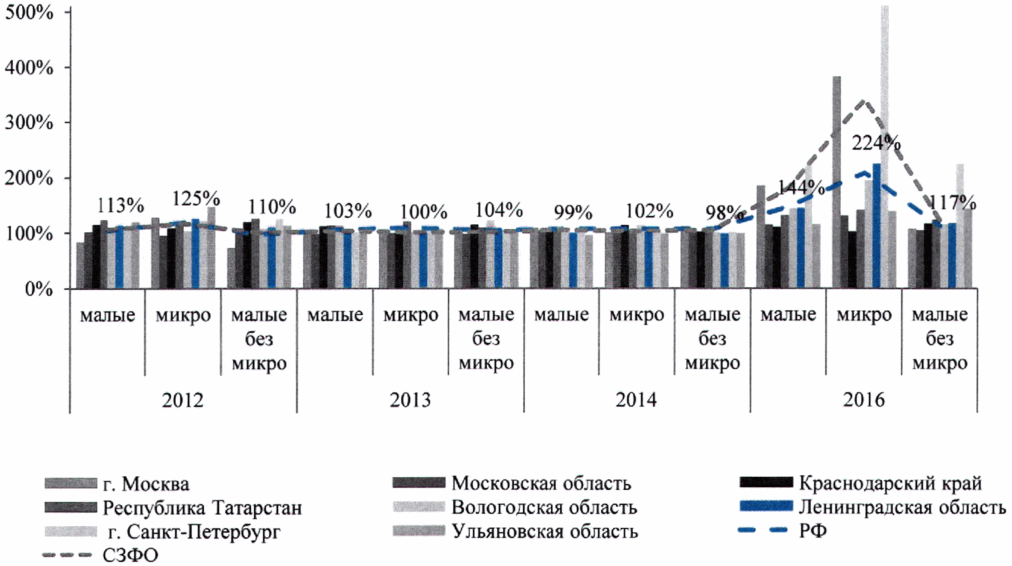 500%
400%
300%
200%
100%
0%
113%
125%
110%
103%
100%
104%
99%
102%
98%
144%
224%
117%
малые
микро
малые без микро
малые
микро
малые без микро
малые
микро
малые без микро
малые
микро
малые без микро
2012
2013
2014
2016
г. Москва
Московская область
Краснодарский край
Республика Татарстан
Вологодская область
Ленинградская область
г. Санкт-Петербург
Ульяновская область
РФ
СЗФО